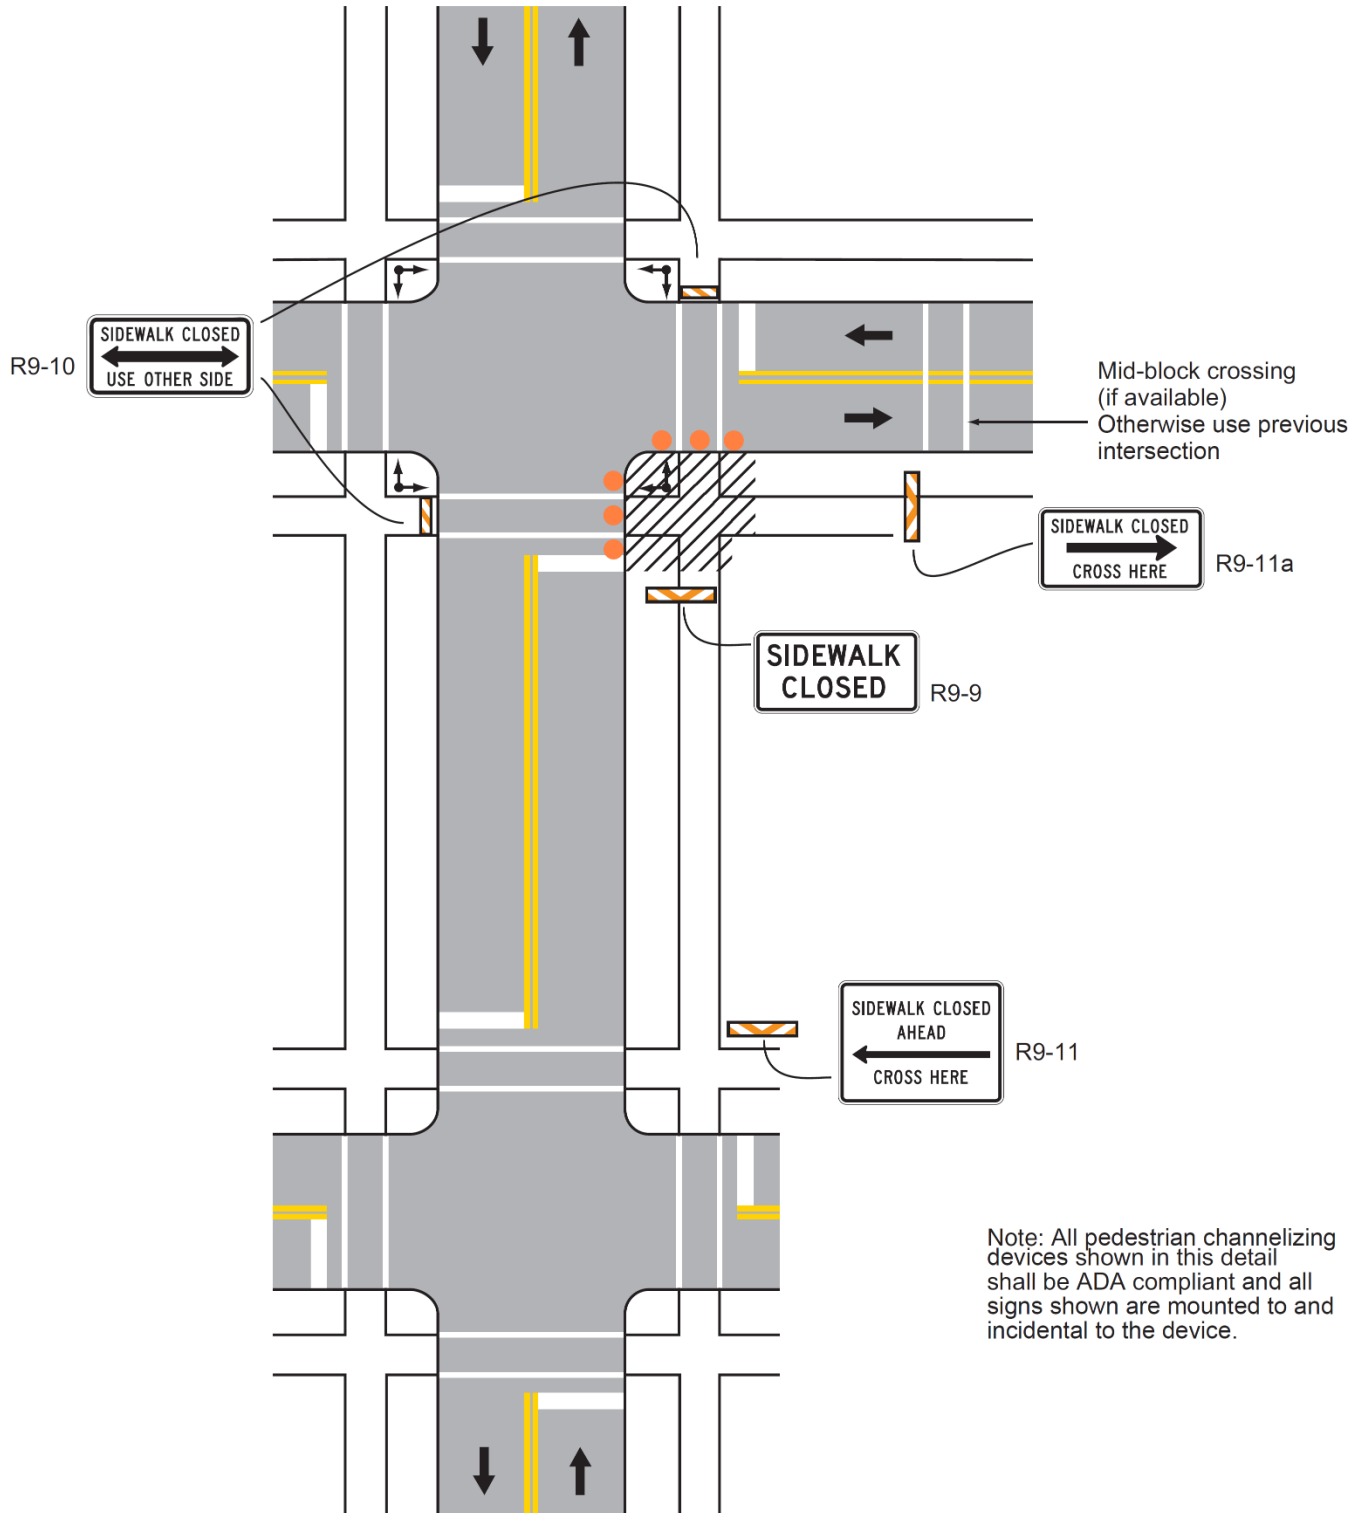 SIDEWALK CLOSED
USE OTHER SIDE
R9-10
Mid-block crossing
(if available)
Otherwise use previous
intersection
SIDEWALK CLOSED
CROSS HERE
R9-11a
SIDEWALK
CLOSED
R9-9
SIDEWALK CLOSED
AHEAD
CROSS HERE
R9-11
Note: All pedestrian channelizing
devices shown in this detail
shall be ADA compliant and all
signs shown are mounted to and
incidental to the device.